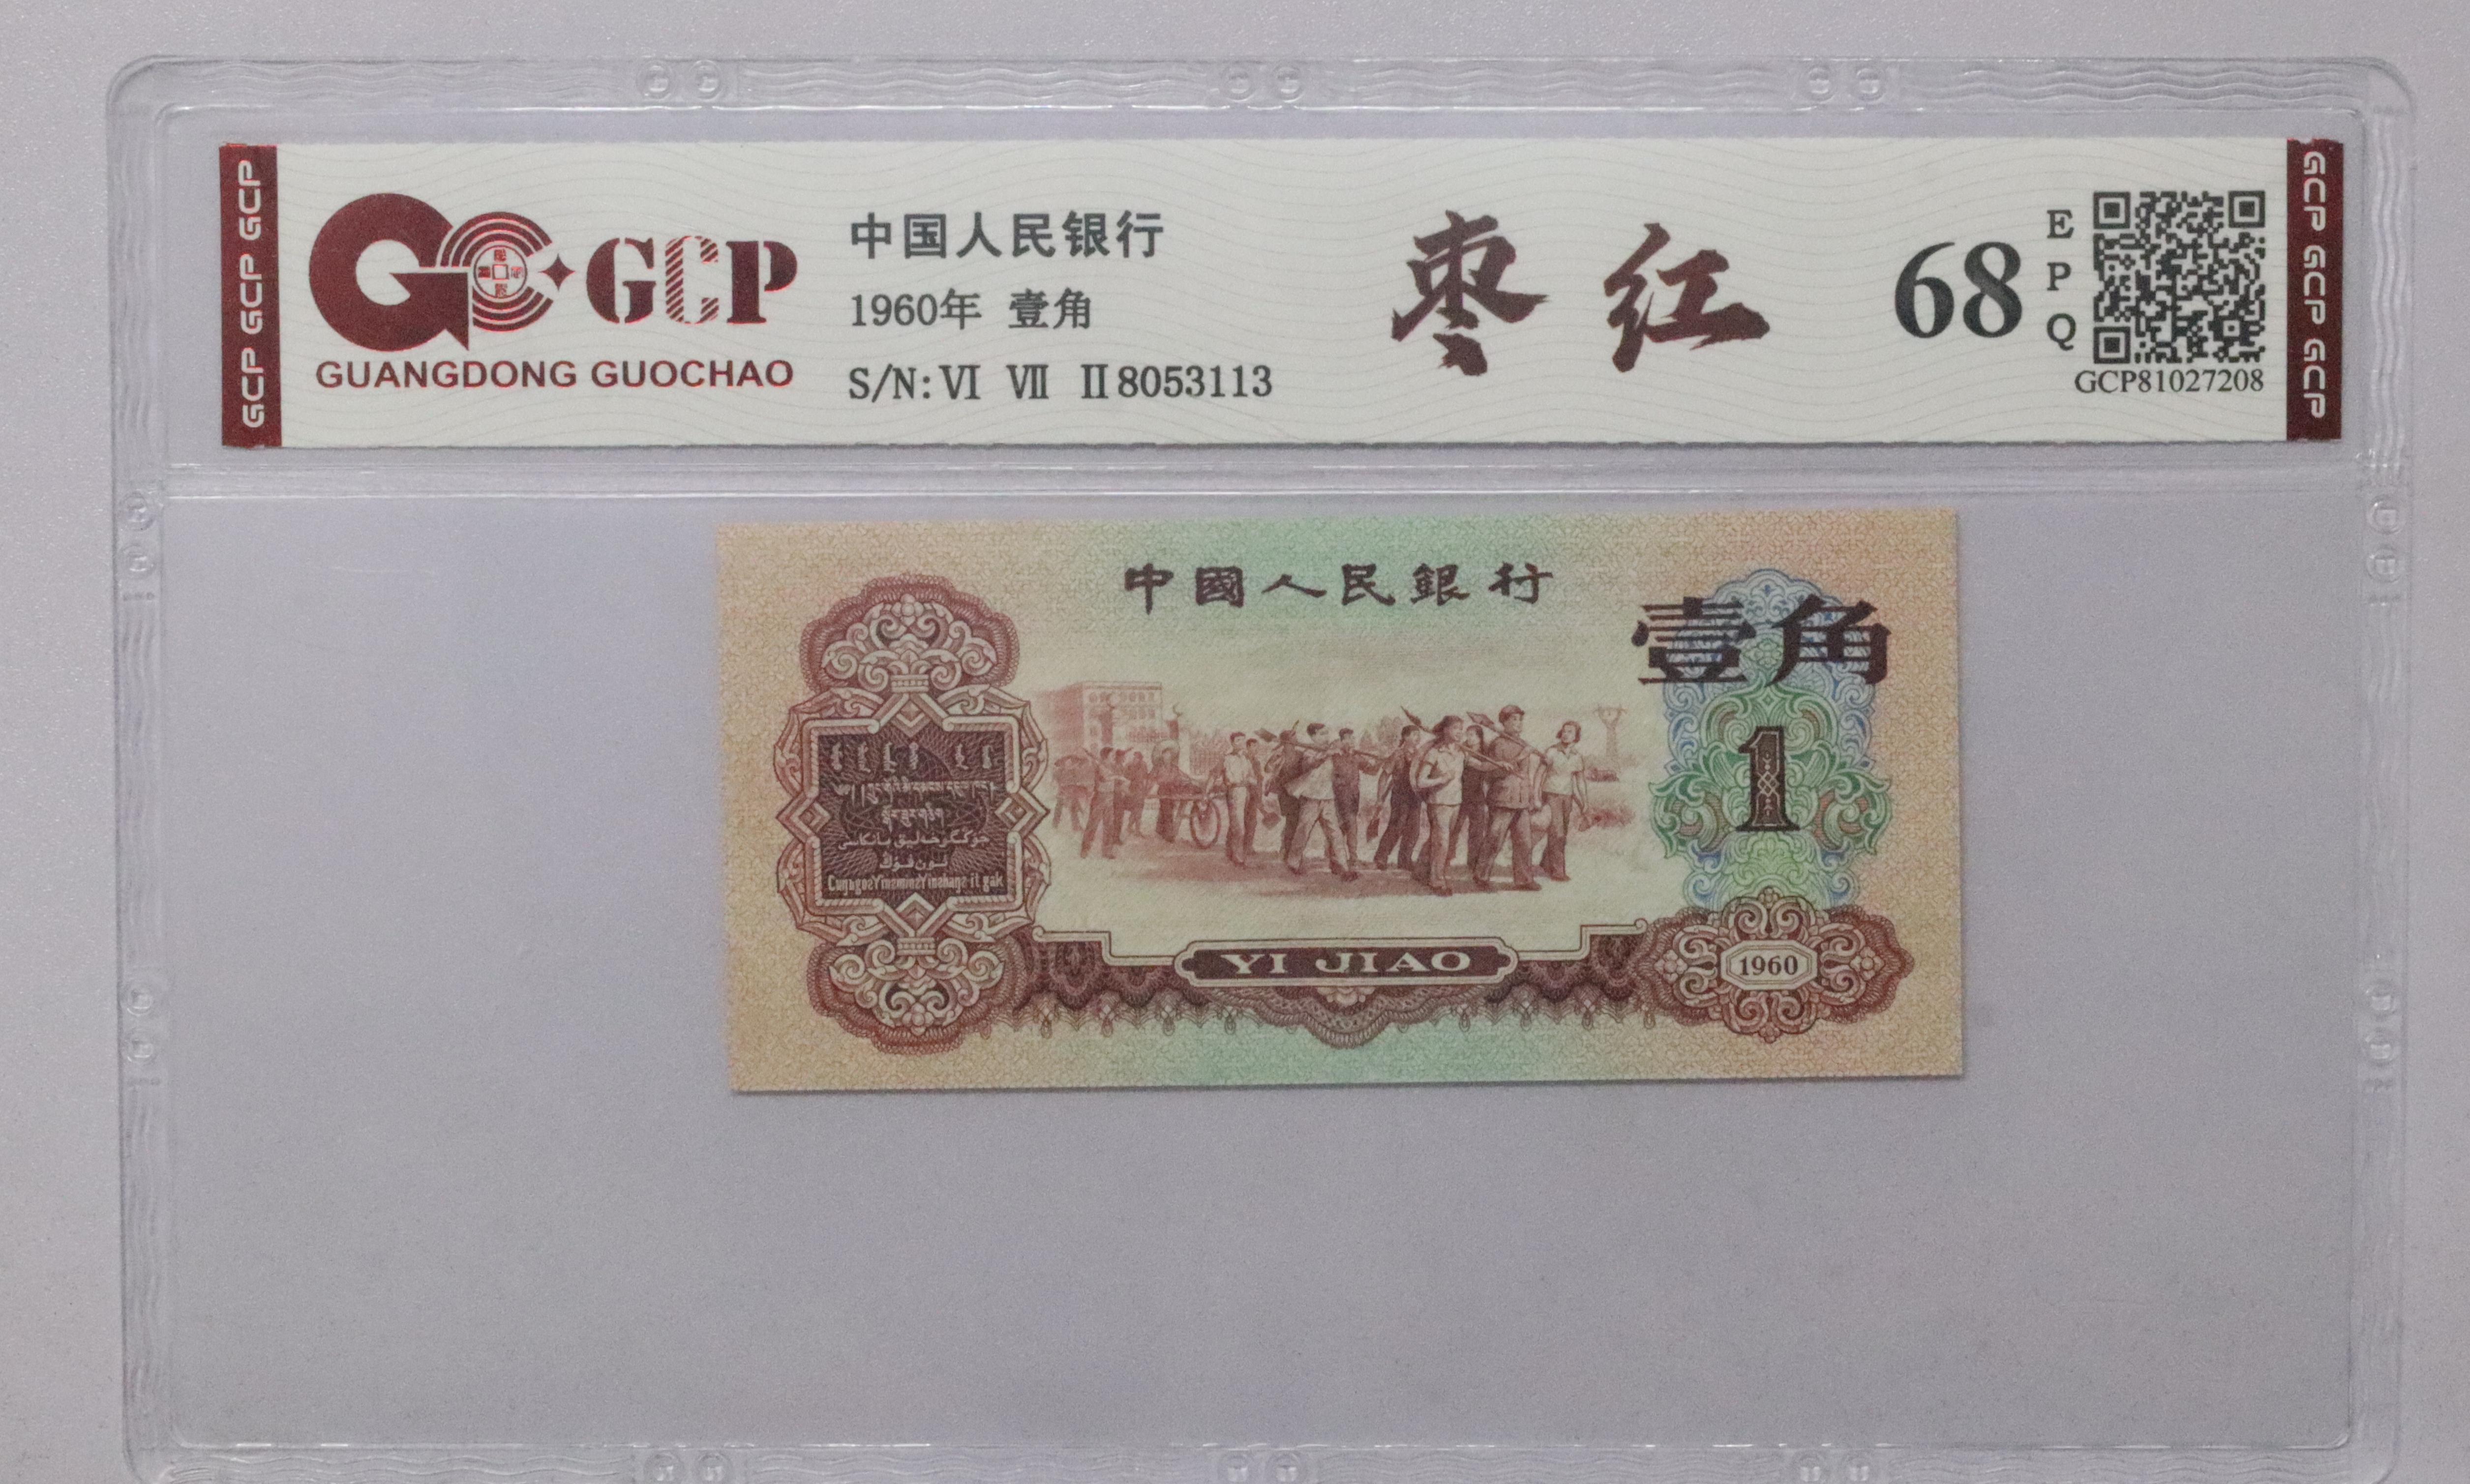 GCP GCP GCP
GCP
GUANGDONG GUOCHAO
中国人民银行
1960年 壹角
S/N: Ⅵ Ⅶ Ⅱ8053113
枣红
68
E
P
Q
GCP81027208
GCP GCP GCP
中國人民銀行
壹角
1
YI JIAO
1960